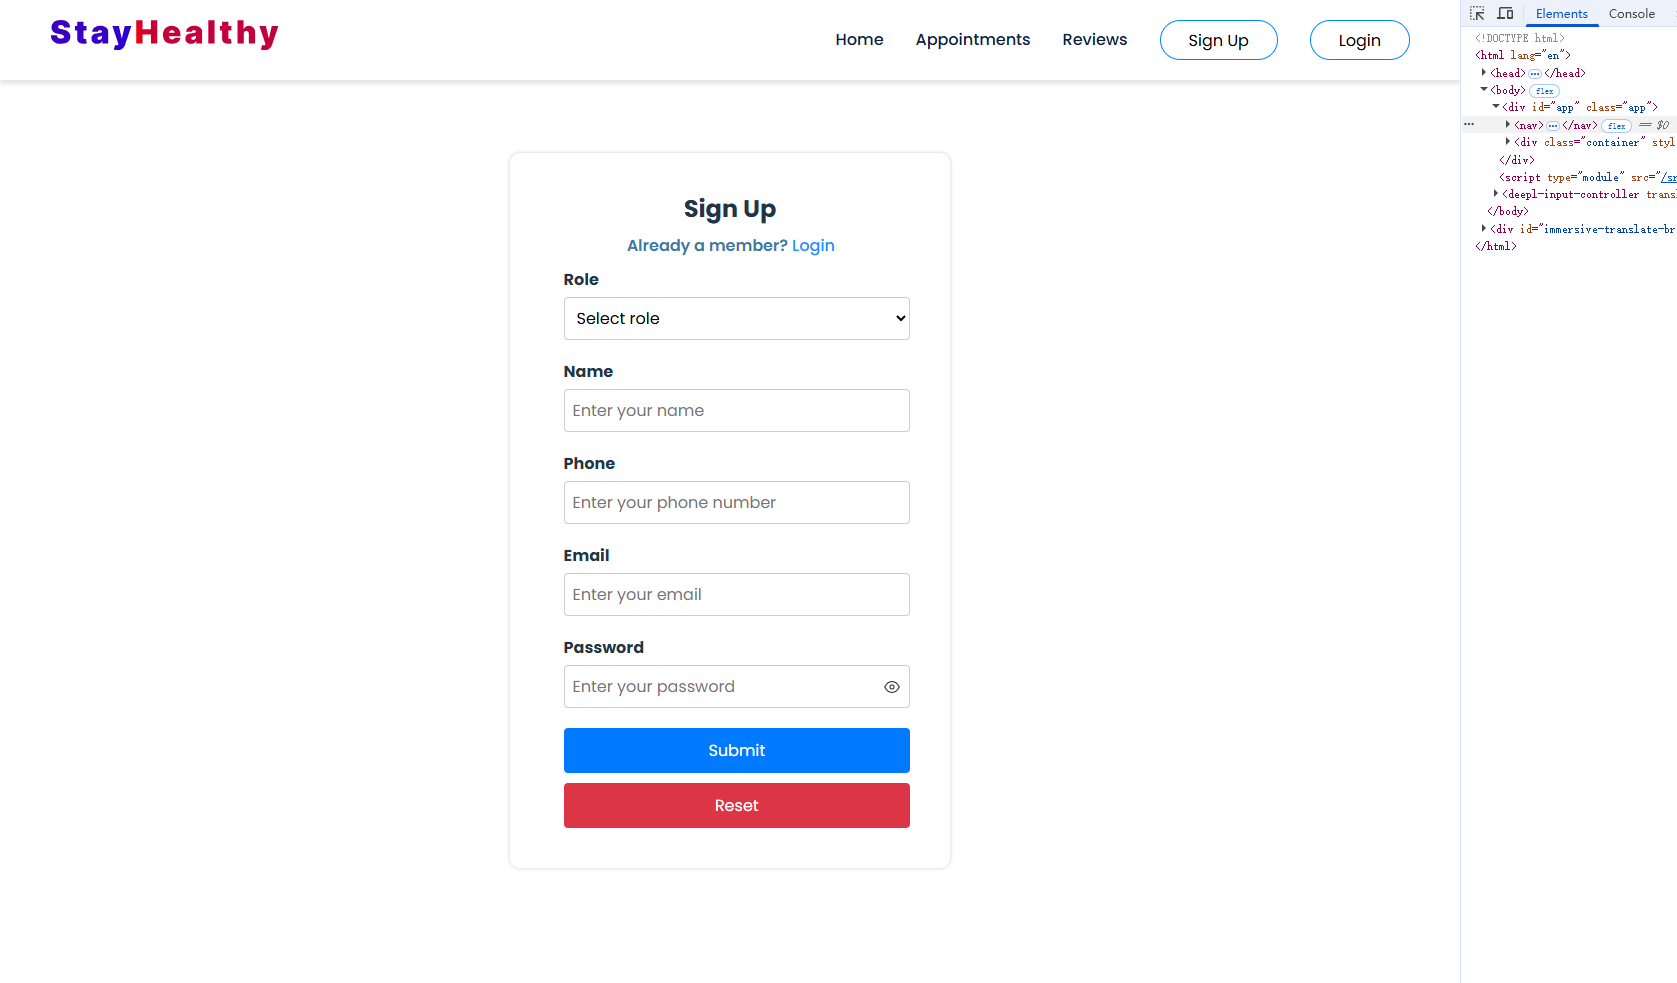 StayHealthy
Home Appointments Reviews Sign Up Login
Sign Up
Already a member? Login
Role
Select role
Name
Enter your name
Phone
Enter your phone number
Email
Enter your email
Password
Enter your password
Submit
Reset
Elements Console
<!DOCTYPE html>
<html lang="en">
<head>⋯</head>
<body> flex
<div id="app" class="app">
⋯ <nav>⋯</nav> flex == $0
<div class="container" styl
</div>
<script type="module" src="/sr
<deepl-input-controller trans
</body>
<div id="immersive-translate-br
</html>